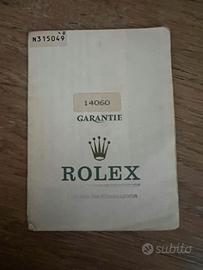 N315049
14060
GARANTIE
ROLEX
subito